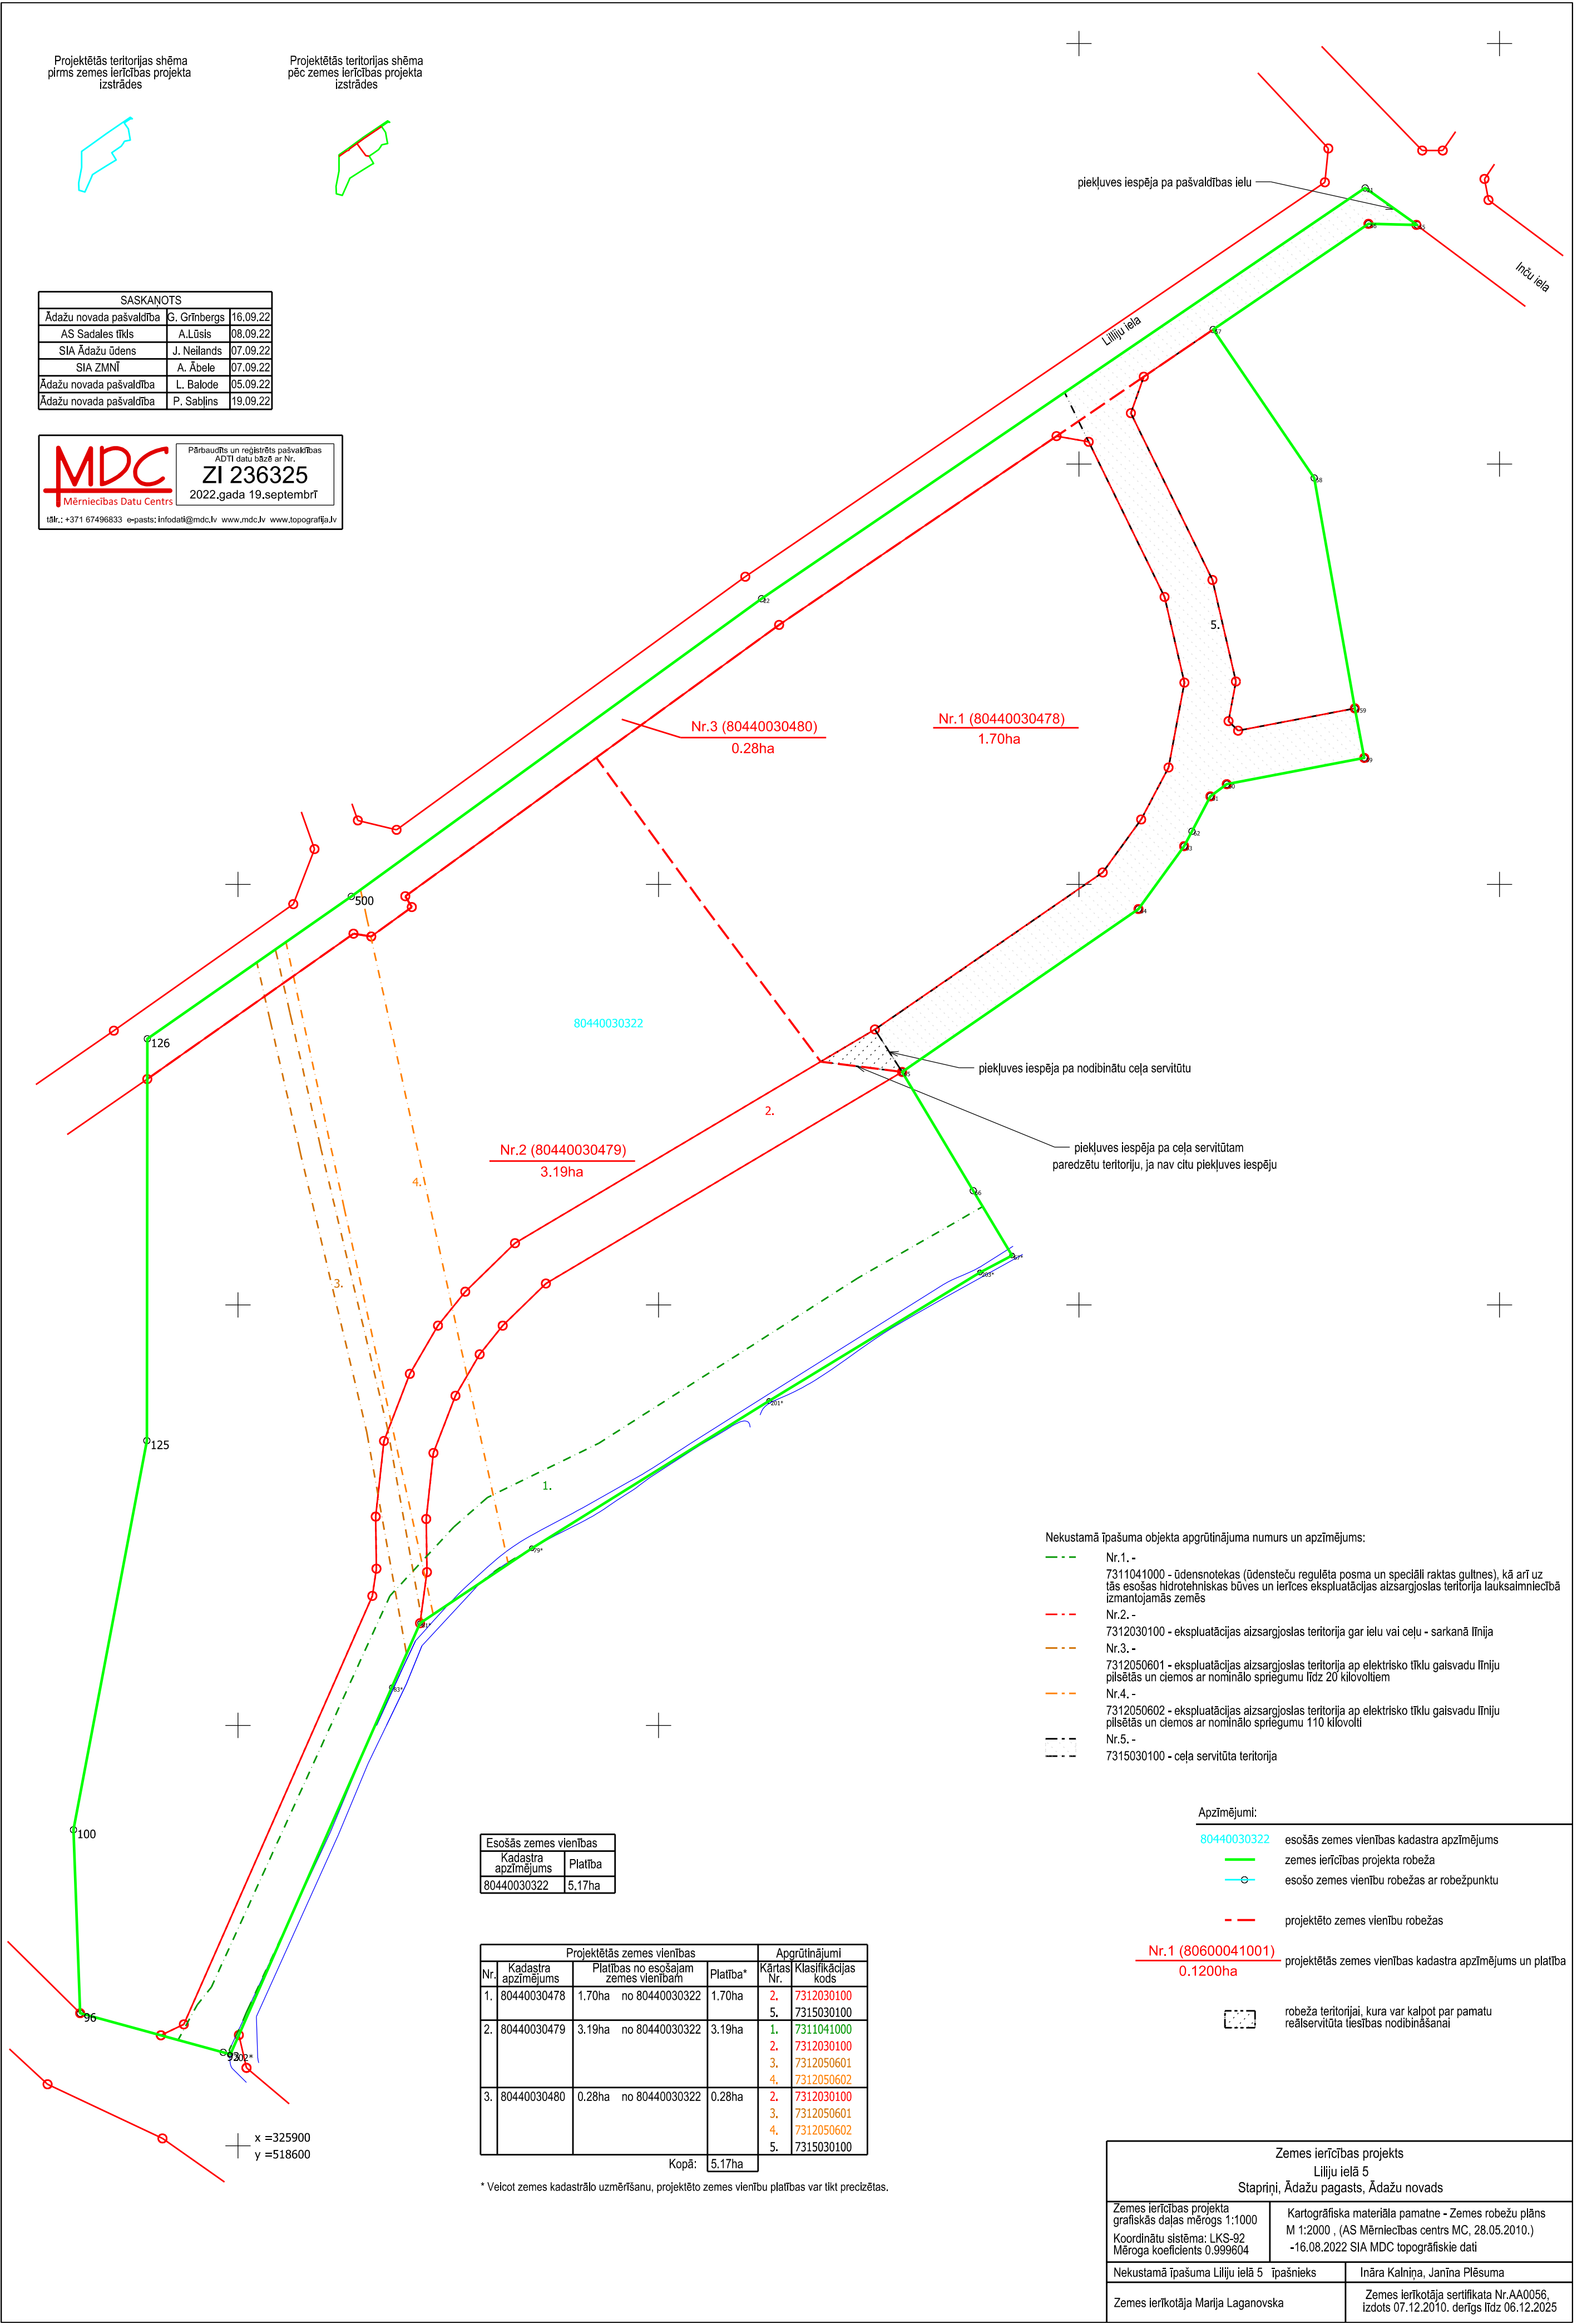 Projektētās teritorijas shēma
pirms zemes ierīcības projekta
izstrādes
Projektētās teritorijas shēma
pēc zemes ierīcības projekta
izstrādes
piekļuves iespēja pa pašvaldības ielu
Inču iela
Lilliju iela
SASKAŅOTS
Ādažu novada pašvaldība G. Grīnbergs 16.09.22
AS Sadales tīkls A.Lūsis 08.09.22
SIA Ādažu ūdens J. Neilands 07.09.22
SIA ZMNĪ A. Ābele 07.09.22
Ādažu novada pašvaldība L. Balode 05.09.22
Ādažu novada pašvaldība P. Sabļins 19.09.22
MDC
Mērniecības Datu Centrs
Pārbaudīts un reģistrēts pašvaldības
ADTI datu bāzē ar Nr.
ZI 236325
2022.gada 19.septembrī
tālr.: +371 67496833 e-pasts: infodati@mdc.lv www.mdc.lv www.topografija.lv
5.
Nr.3 (80440030480)
0.28ha
Nr.1 (80440030478)
1.70ha
500
126
80440030322
piekļuves iespēja pa nodibinātu ceļa servitūtu
2.
piekļuves iespēja pa ceļa servitūtam
paredzētu teritoriju, ja nav citu piekļuves iespēju
Nr.2 (80440030479)
3.19ha
4.
3.
203*
201*
125
1.
79*
83*
100
96
202*
x =325900
y =518600
Nekustamā īpašuma objekta apgrūtinājuma numurs un apzīmējums:
Nr.1. -
7311041000 - ūdensnotekas (ūdensteču regulēta posma un speciāli raktas gultnes), kā arī uz
tās esošas hidrotehniskas būves un ierīces ekspluatācijas aizsargjoslas teritorija lauksaimniecībā
izmantojamās zemēs
Nr.2. -
7312030100 - ekspluatācijas aizsargjoslas teritorija gar ielu vai ceļu - sarkanā līnija
Nr.3. -
7312050601 - ekspluatācijas aizsargjoslas teritorija ap elektrisko tīklu gaisvadu līniju
pilsētās un ciemos ar nominālo spriegumu līdz 20 kilovoltiem
Nr.4. -
7312050602 - ekspluatācijas aizsargjoslas teritorija ap elektrisko tīklu gaisvadu līniju
pilsētās un ciemos ar nominālo spriegumu 110 kilovolti
Nr.5. -
7315030100 - ceļa servitūta teritorija
Apzīmējumi:
80440030322 esošās zemes vienības kadastra apzīmējums
zemes ierīcības projekta robeža
esošo zemes vienību robežas ar robežpunktu
projektēto zemes vienību robežas
Nr.1 (80600041001)
0.1200ha
projektētās zemes vienības kadastra apzīmējums un platība
robeža teritorijai, kura var kalpot par pamatu
reālservitūta tiesības nodibināšanai
Esošās zemes vienības
Kadastra apzīmējums Platība
80440030322 5.17ha
Projektētās zemes vienības Apgrūtinājumi
Nr. Kadastra apzīmējums Platības no esošajam zemes vienībam Platība* Kārtas Nr. Klasifikācijas kods
1. 80440030478 1.70ha no 80440030322 1.70ha 2. 7312030100
5. 7315030100
2. 80440030479 3.19ha no 80440030322 3.19ha 1. 7311041000
2. 7312030100
3. 7312050601
4. 7312050602
3. 80440030480 0.28ha no 80440030322 0.28ha 2. 7312030100
3. 7312050601
4. 7312050602
5. 7315030100
Kopā: 5.17ha
* Veicot zemes kadastrālo uzmērīšanu, projektēto zemes vienību platības var tikt precizētas.
Zemes ierīcības projekts
Liliju ielā 5
Stapriņi, Ādažu pagasts, Ādažu novads
Zemes ierīcības projekta
grafiskās daļas mērogs 1:1000
Koordinātu sistēma: LKS-92
Mēroga koeficients 0.999604
Kartogrāfiska materiāla pamatne - Zemes robežu plāns
M 1:2000 , (AS Mērniecības centrs MC, 28.05.2010.)
-16.08.2022 SIA MDC topogrāfiskie dati
Nekustamā īpašuma Liliju ielā 5 īpašnieks
Ināra Kalniņa, Janīna Plēsuma
Zemes ierīkotāja Marija Laganovska
Zemes ierīkotāja sertifikata Nr.AA0056,
izdots 07.12.2010. derīgs līdz 06.12.2025